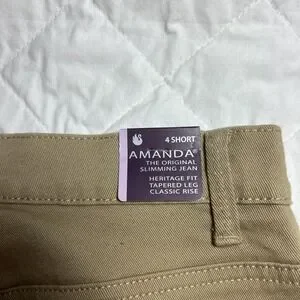 4 SHORT
AMANDA®
THE ORIGINAL
SLIMMING JEAN
HERITAGE FIT
TAPERED LEG
CLASSIC RISE